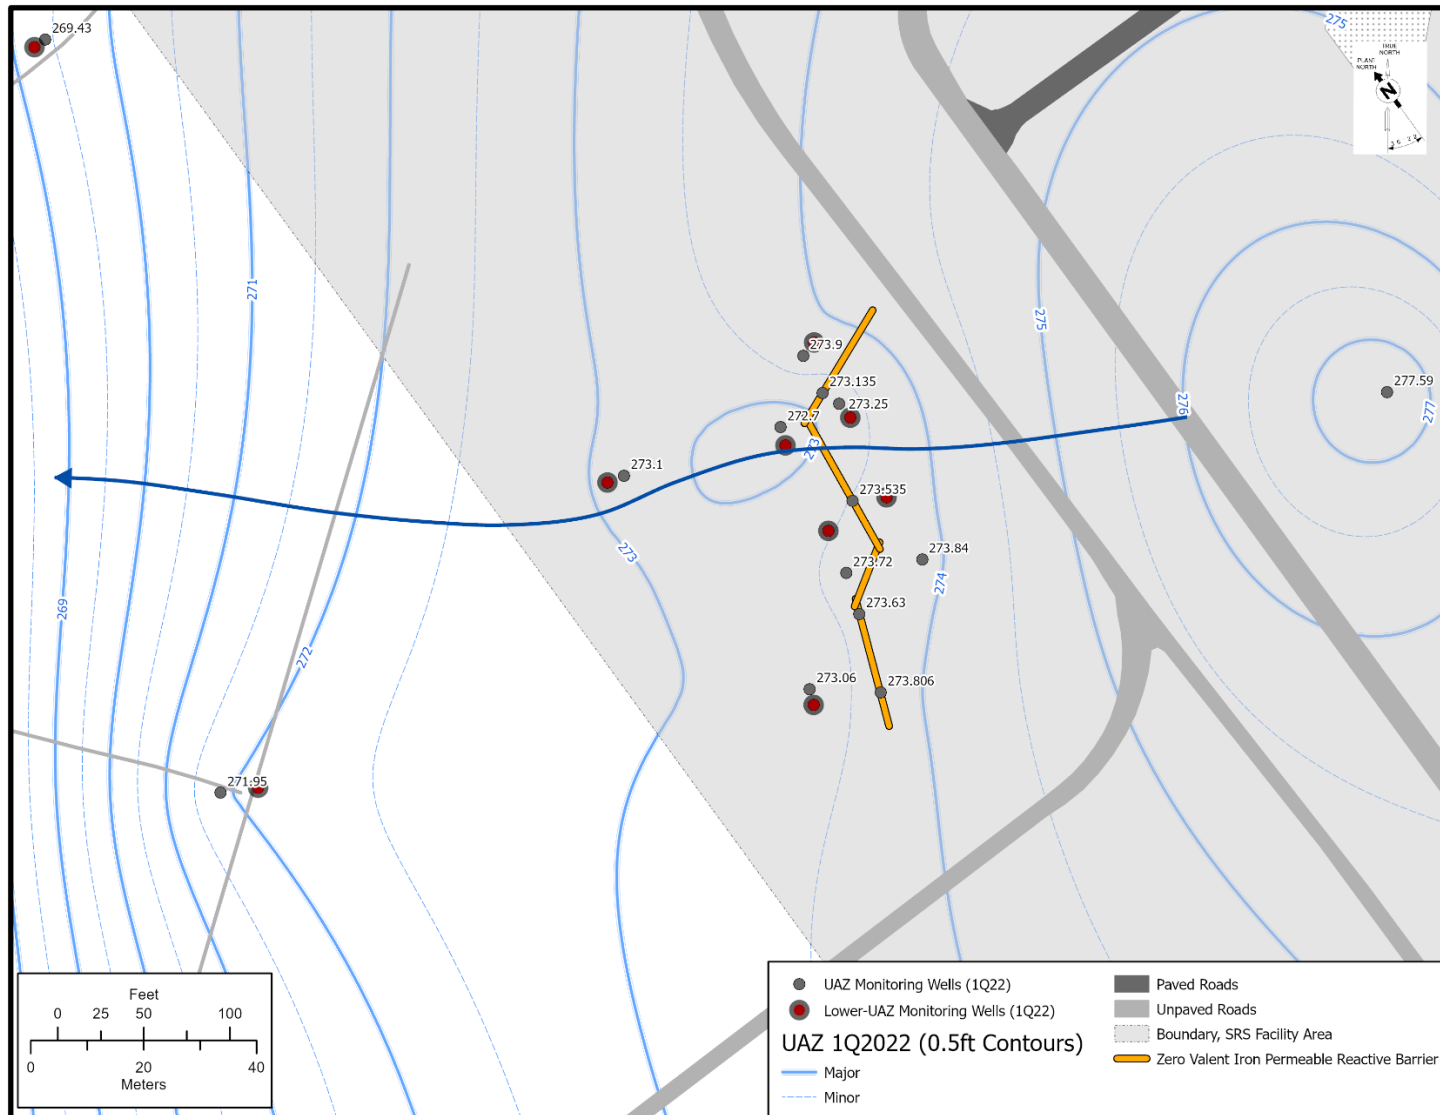 269.43
275
TRUE
NORTH
PLANT
NORTH
N
271
275
273.9
273.135
273.25
277.59
272.7
276
277
273
273.1
273.535
273
273.84
273.72
274
269
273.63
272
273.06
273.806
271.95
Feet
0 25 50 100
0 20 40
Meters
UAZ Monitoring Wells (1Q22)
Lower-UAZ Monitoring Wells (1Q22)
UAZ 1Q2022 (0.5ft Contours)
Major
Minor
Paved Roads
Unpaved Roads
Boundary, SRS Facility Area
Zero Valent Iron Permeable Reactive Barrier